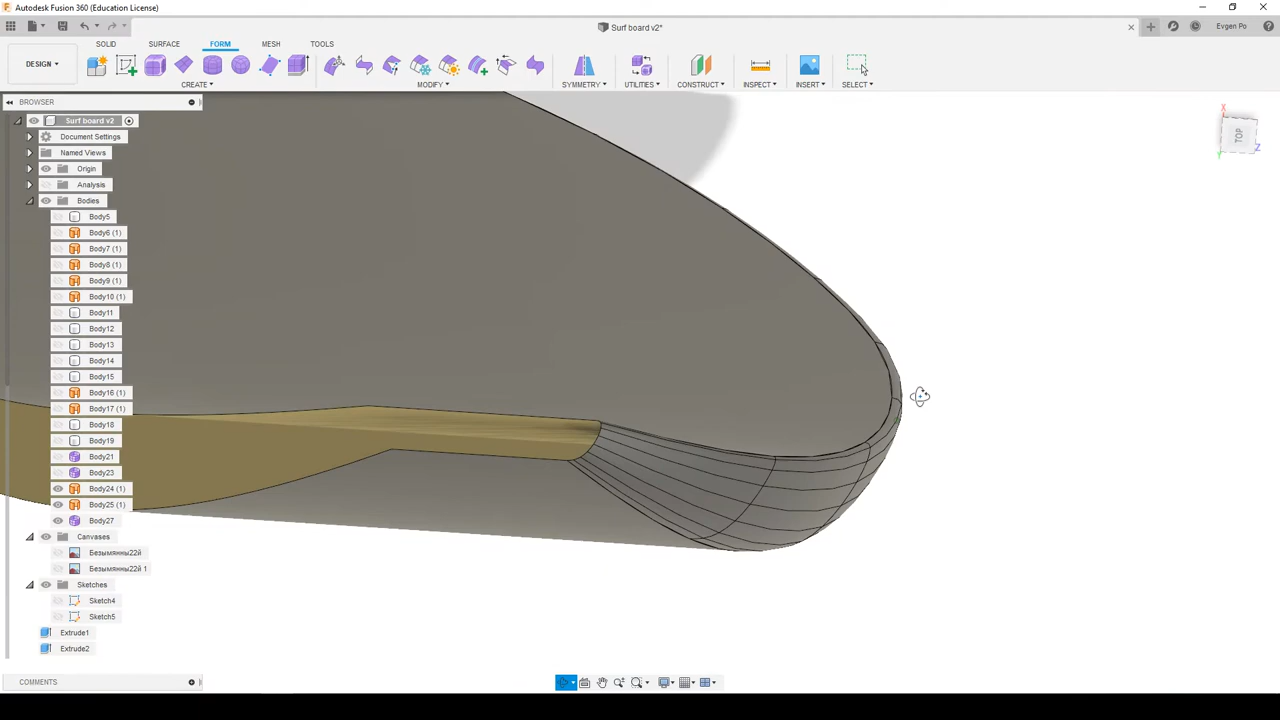 Autodesk Fusion 360 (Education License)
Surf board v2*
Evgen Po
SOLID SURFACE FORM MESH TOOLS
DESIGN
CREATE MODIFY SYMMETRY UTILITIES CONSTRUCT INSPECT INSERT SELECT
BROWSER
Surf board v2
Document Settings
Named Views
Origin
Analysis
Bodies
Body5
Body6 (1)
Body7 (1)
Body8 (1)
Body9 (1)
Body10 (1)
Body11
Body12
Body13
Body14
Body15
Body16 (1)
Body17 (1)
Body18
Body19
Body21
Body23
Body24 (1)
Body25 (1)
Body27
Canvases
Безымянны22й
Безымянны22й 1
Sketches
Sketch4
Sketch5
Extrude1
Extrude2
COMMENTS
X
TOP
Z
Y